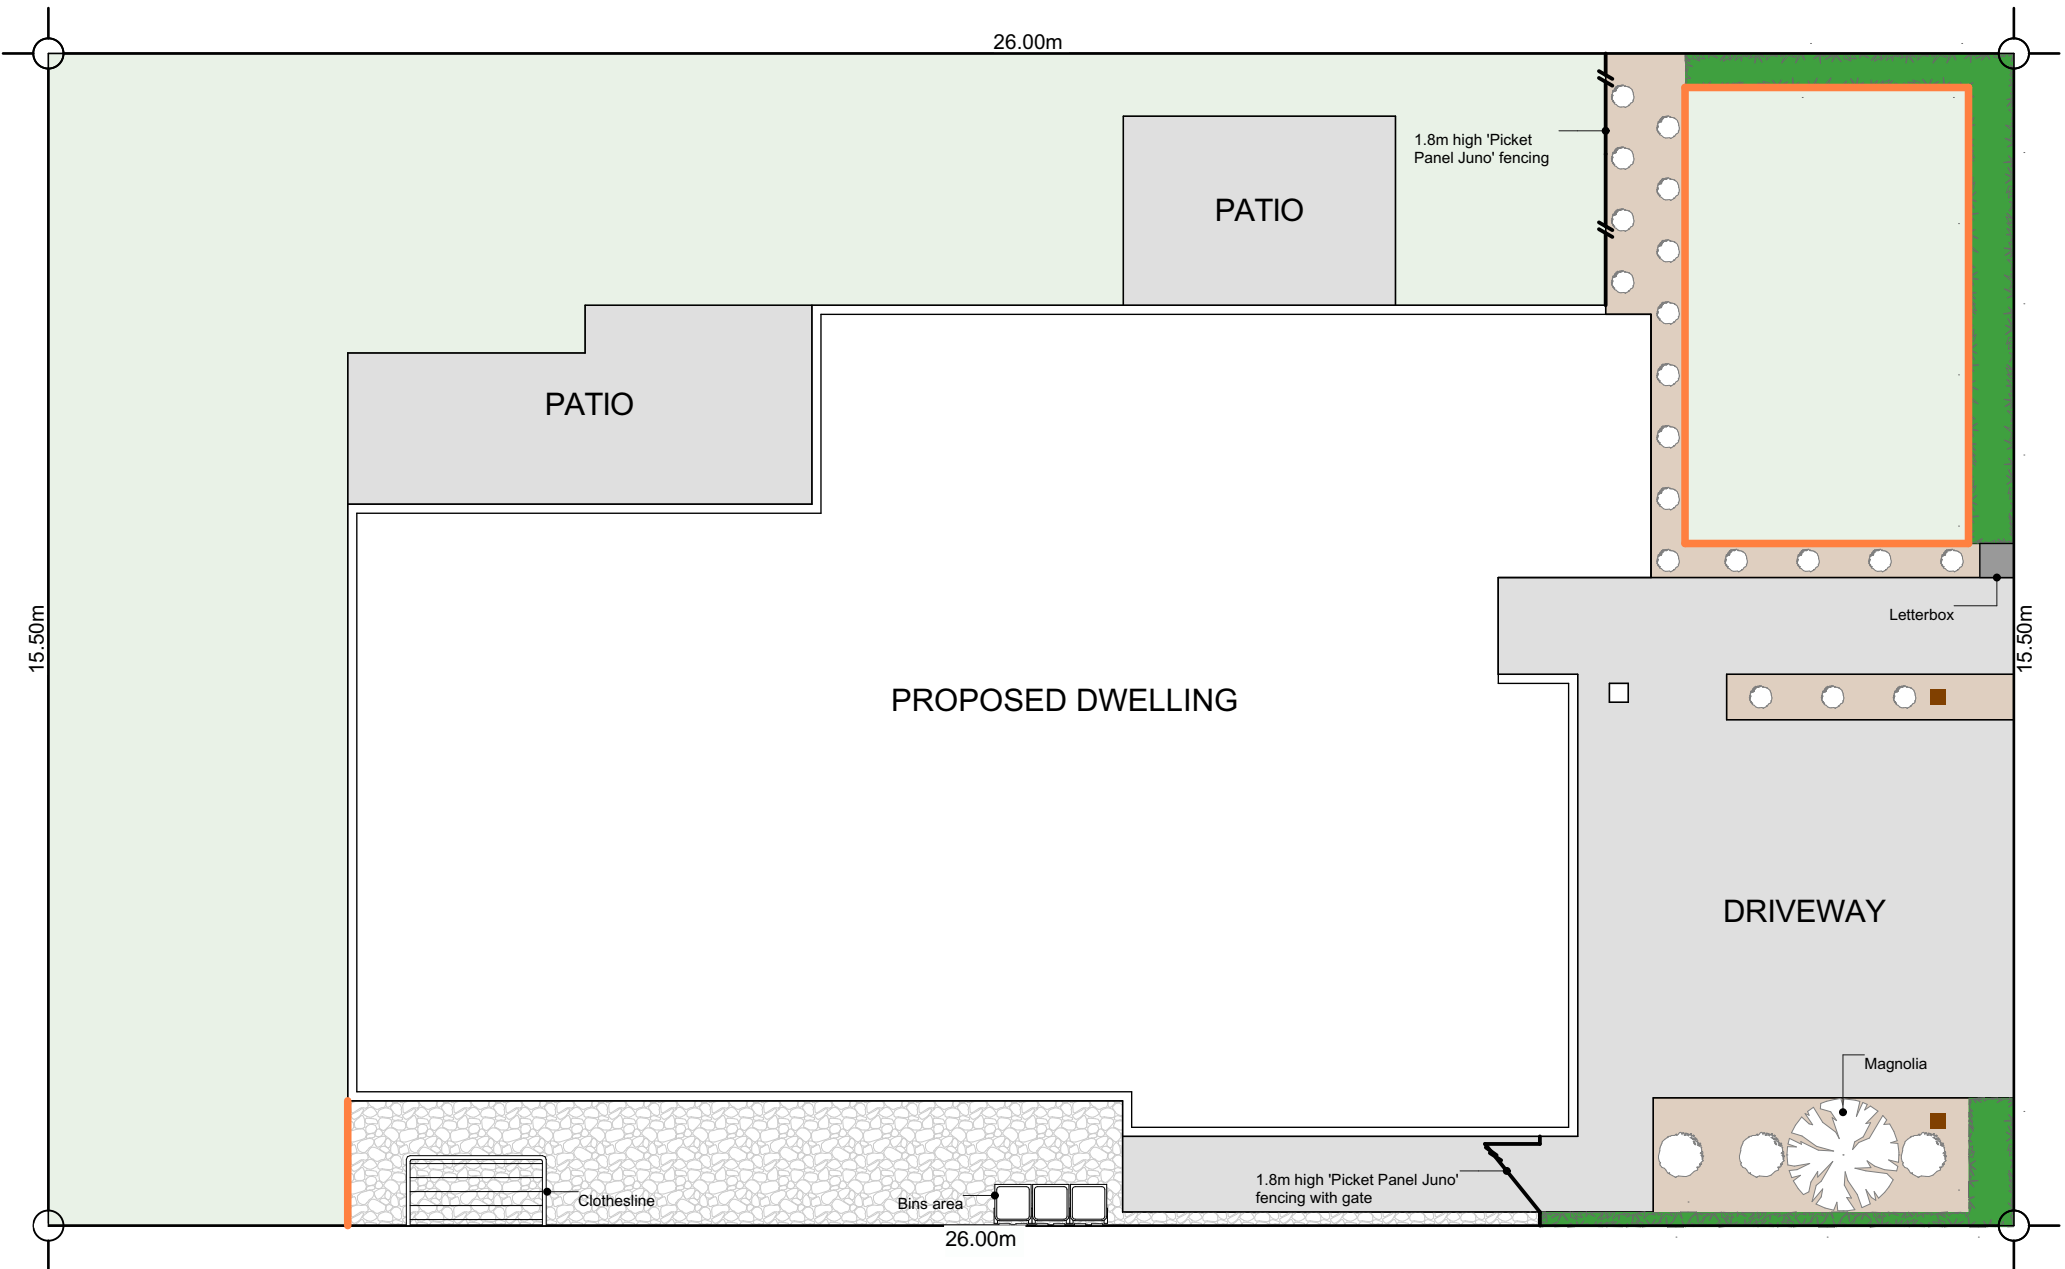 26.00m
1.8m high 'Picket
Panel Juno' fencing
PATIO
PATIO
15.50m
Letterbox
15.50m
PROPOSED DWELLING
DRIVEWAY
Magnolia
1.8m high 'Picket Panel Juno'
fencing with gate
Clothesline
Bins area
26.00m